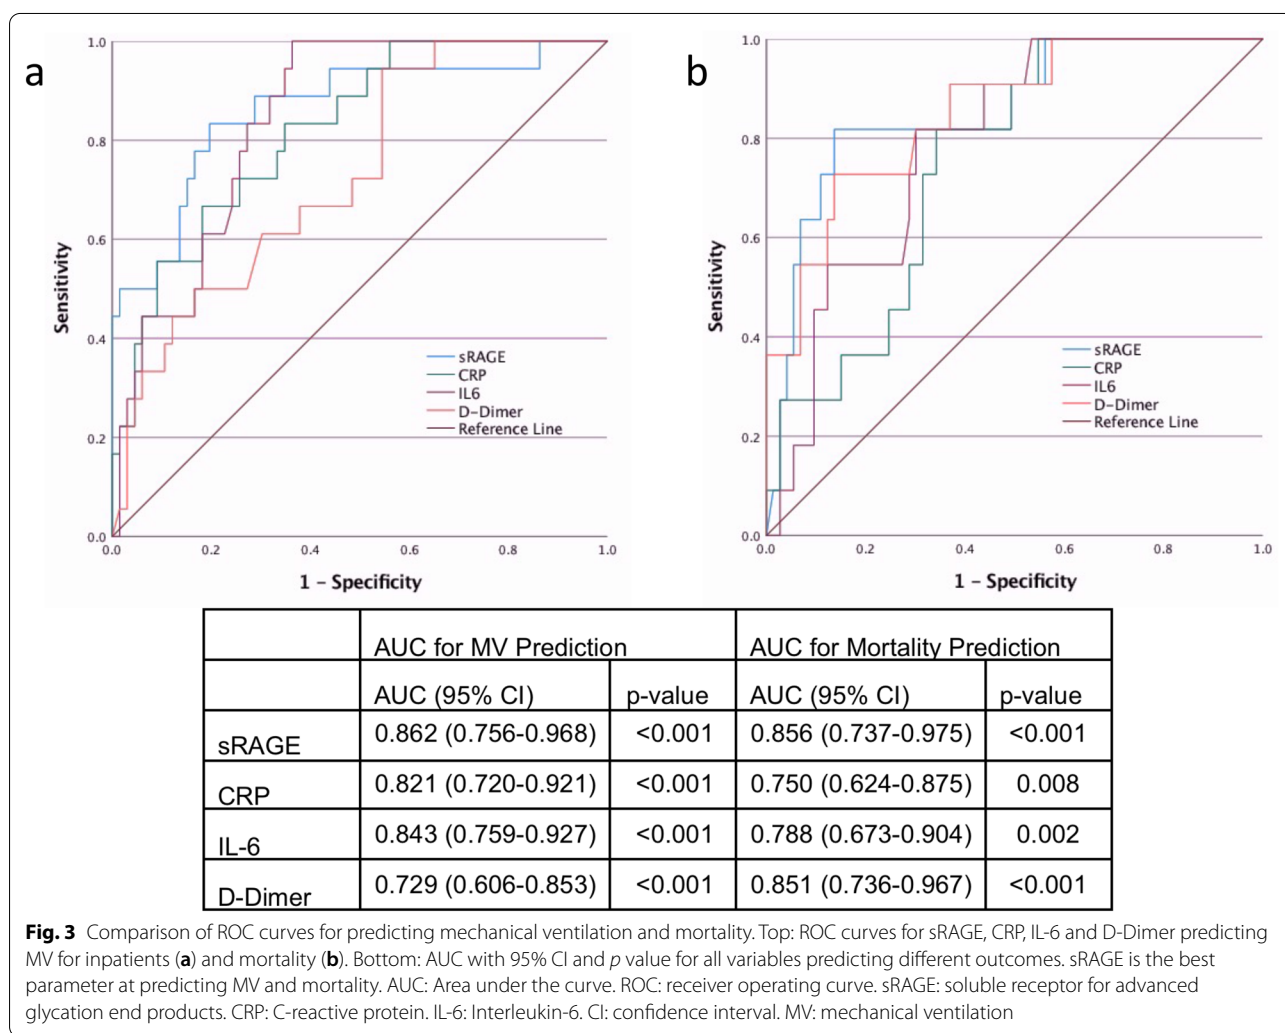 a
1.0
0.8
0.6
0.4
0.2
0.0
0.0 0.2 0.4 0.6 0.8 1.0
Sensitivity
1 – Specificity
sRAGE
CRP
IL6
D–Dimer
Reference Line
b
1.0
0.8
0.6
0.4
0.2
0.0
0.0 0.2 0.4 0.6 0.8 1.0
Sensitivity
1 – Specificity
sRAGE
CRP
IL6
D–Dimer
Reference Line
AUC for MV Prediction AUC for Mortality Prediction
AUC (95% CI) p-value AUC (95% CI) p-value
sRAGE 0.862 (0.756-0.968) <0.001 0.856 (0.737-0.975) <0.001
CRP 0.821 (0.720-0.921) <0.001 0.750 (0.624-0.875) 0.008
IL-6 0.843 (0.759-0.927) <0.001 0.788 (0.673-0.904) 0.002
D-Dimer 0.729 (0.606-0.853) <0.001 0.851 (0.736-0.967) <0.001
Fig. 3 Comparison of ROC curves for predicting mechanical ventilation and mortality. Top: ROC curves for sRAGE, CRP, IL-6 and D-Dimer predicting
MV for inpatients (a) and mortality (b). Bottom: AUC with 95% CI and p value for all variables predicting different outcomes. sRAGE is the best
parameter at predicting MV and mortality. AUC: Area under the curve. ROC: receiver operating curve. sRAGE: soluble receptor for advanced
glycation end products. CRP: C-reactive protein. IL-6: Interleukin-6. CI: confidence interval. MV: mechanical ventilation